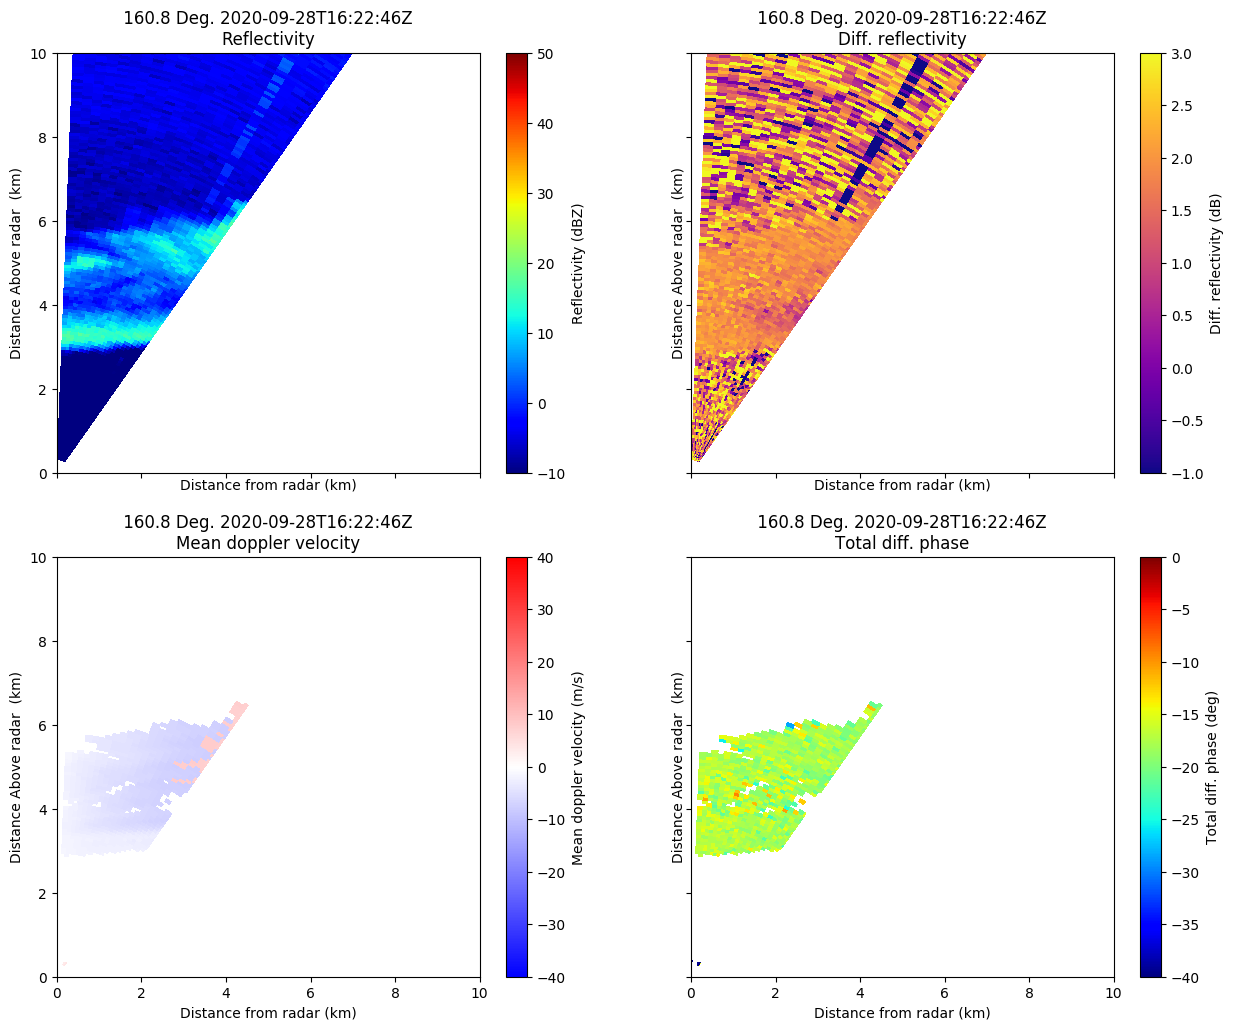 160.8 Deg. 2020-09-28T16:22:46Z
Reflectivity
10
8
6
4
2
0
Distance Above radar  (km)
Distance from radar (km)
50
40
30
20
10
0
−10
Reflectivity (dBZ)
160.8 Deg. 2020-09-28T16:22:46Z
Diff. reflectivity
Distance Above radar  (km)
Distance from radar (km)
3.0
2.5
2.0
1.5
1.0
0.5
0.0
−0.5
−1.0
Diff. reflectivity (dB)
160.8 Deg. 2020-09-28T16:22:46Z
Mean doppler velocity
10
8
6
4
2
0
Distance Above radar  (km)
0 2 4 6 8 10
Distance from radar (km)
40
30
20
10
0
−10
−20
−30
−40
Mean doppler velocity (m/s)
160.8 Deg. 2020-09-28T16:22:46Z
Total diff. phase
Distance Above radar  (km)
0 2 4 6 8 10
Distance from radar (km)
0
−5
−10
−15
−20
−25
−30
−35
−40
Total diff. phase (deg)